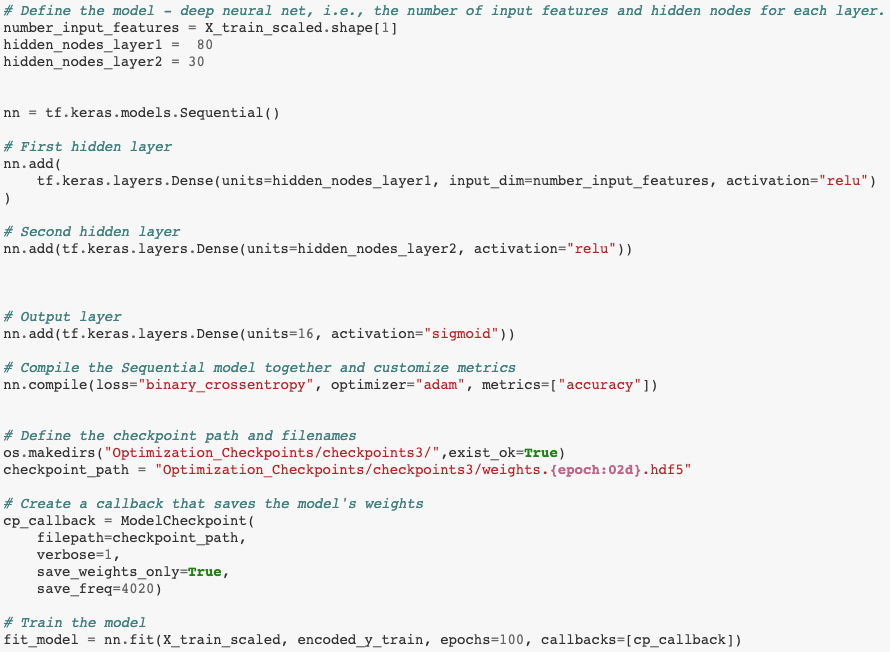 # Define the model - deep neural net, i.e., the number of input features and hidden nodes for each layer.
number_input_features = X_train_scaled.shape[1]
hidden_nodes_layer1 =  80
hidden_nodes_layer2 = 30
nn = tf.keras.models.Sequential()
# First hidden layer
nn.add(
    tf.keras.layers.Dense(units=hidden_nodes_layer1, input_dim=number_input_features, activation="relu")
)
# Second hidden layer
nn.add(tf.keras.layers.Dense(units=hidden_nodes_layer2, activation="relu"))
# Output layer
nn.add(tf.keras.layers.Dense(units=16, activation="sigmoid"))
# Compile the Sequential model together and customize metrics
nn.compile(loss="binary_crossentropy", optimizer="adam", metrics=["accuracy"])
# Define the checkpoint path and filenames
os.makedirs("Optimization_Checkpoints/checkpoints3/",exist_ok=True)
checkpoint_path = "Optimization_Checkpoints/checkpoints3/weights.{epoch:02d}.hdf5"
# Create a callback that saves the model's weights
cp_callback = ModelCheckpoint(
    filepath=checkpoint_path,
    verbose=1,
    save_weights_only=True,
    save_freq=4020)
# Train the model
fit_model = nn.fit(X_train_scaled, encoded_y_train, epochs=100, callbacks=[cp_callback])